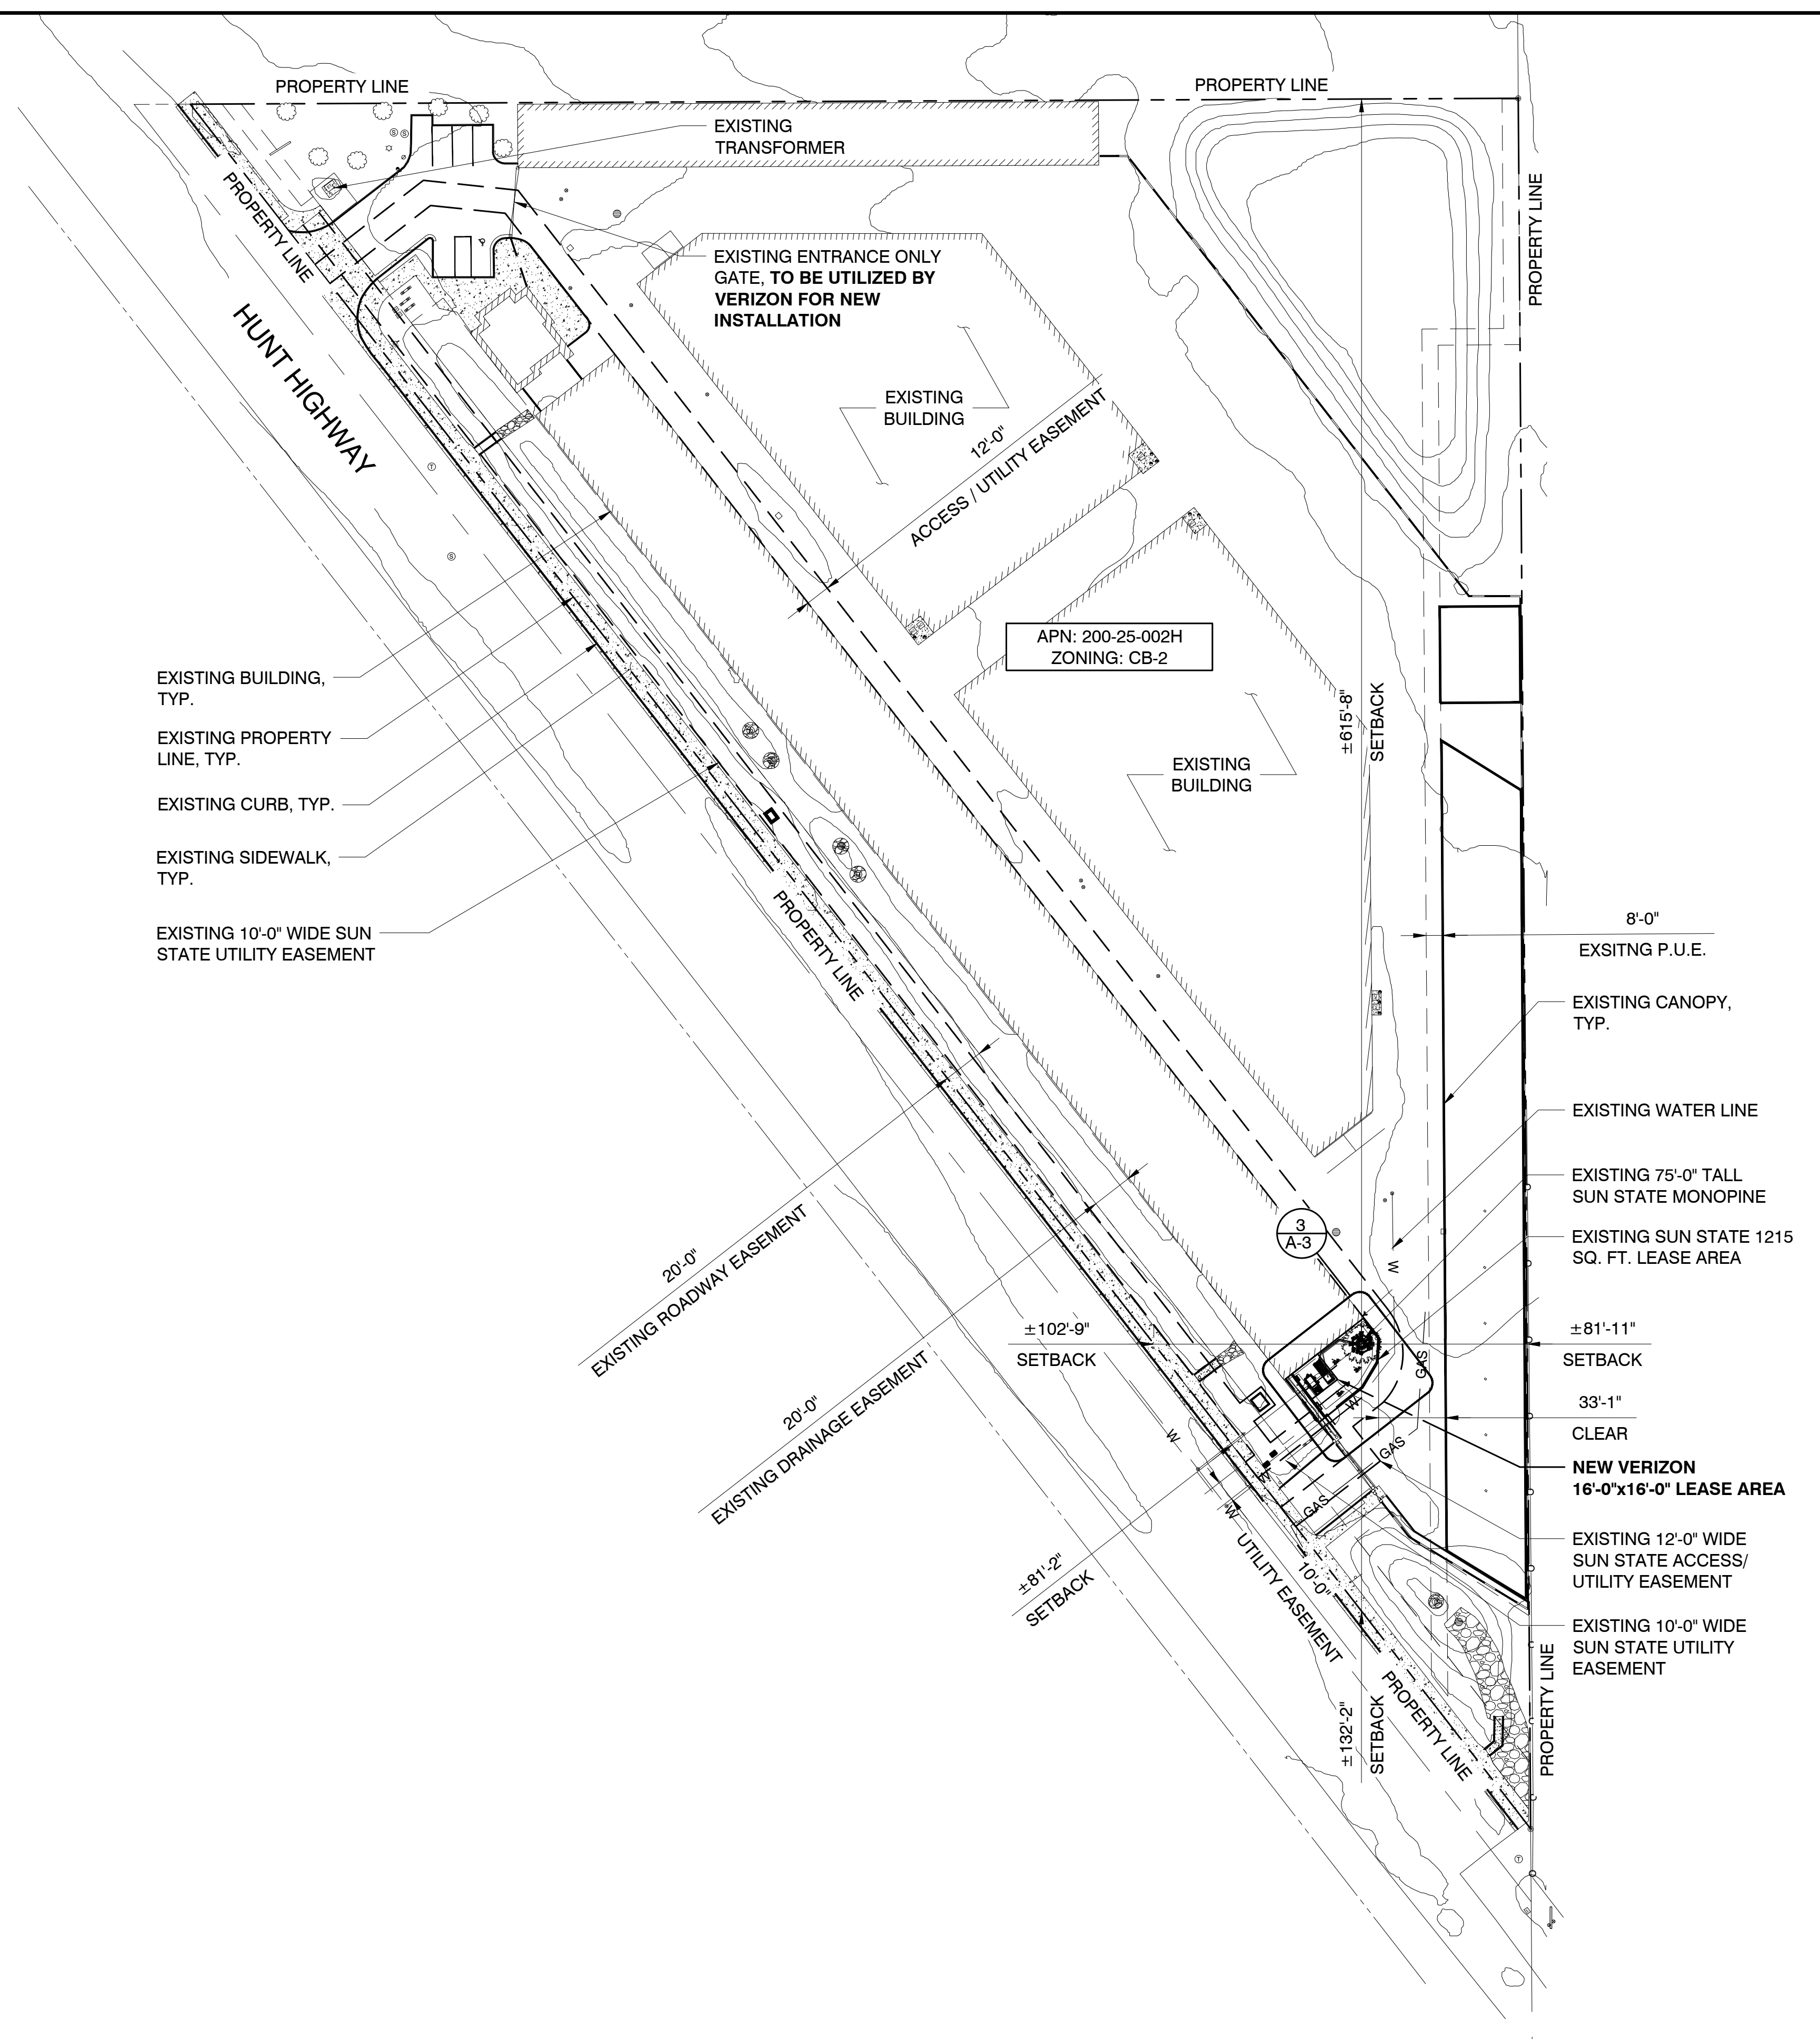 PROPERTY LINE
PROPERTY LINE
EXISTING
TRANSFORMER
PROPERTY LINE
PROPERTY LINE
HUNT HIGHWAY
EXISTING ENTRANCE ONLY
GATE, TO BE UTILIZED BY
VERIZON FOR NEW
INSTALLATION
EXISTING
BUILDING
12'-0"
ACCESS / UTILITY EASEMENT
APN: 200-25-002H
ZONING: CB-2
±615'-8"
SETBACK
EXISTING
BUILDING
EXISTING BUILDING,
TYP.
EXISTING PROPERTY
LINE, TYP.
EXISTING CURB, TYP.
EXISTING SIDEWALK,
TYP.
EXISTING 10'-0" WIDE SUN
STATE UTILITY EASEMENT
PROPERTY LINE
8'-0"
EXSITNG P.U.E.
EXISTING CANOPY,
TYP.
EXISTING WATER LINE
EXISTING 75'-0" TALL
SUN STATE MONOPINE
EXISTING SUN STATE 1215
SQ. FT. LEASE AREA
3
A-3
W
20'-0"
EXISTING ROADWAY EASEMENT
20'-0"
EXISTING DRAINAGE EASEMENT
±102'-9"
SETBACK
±81'-11"
SETBACK
GAS
33'-1"
CLEAR
W
W
GAS
W
W
GAS
NEW VERIZON
16'-0"x16'-0" LEASE AREA
EXISTING 12'-0" WIDE
SUN STATE ACCESS/
UTILITY EASEMENT
EXISTING 10'-0" WIDE
SUN STATE UTILITY
EASEMENT
±81'-2"
SETBACK
10'-0"
UTILITY EASEMENT
±132'-2"
SETBACK
PROPERTY LINE
PROPERTY LINE